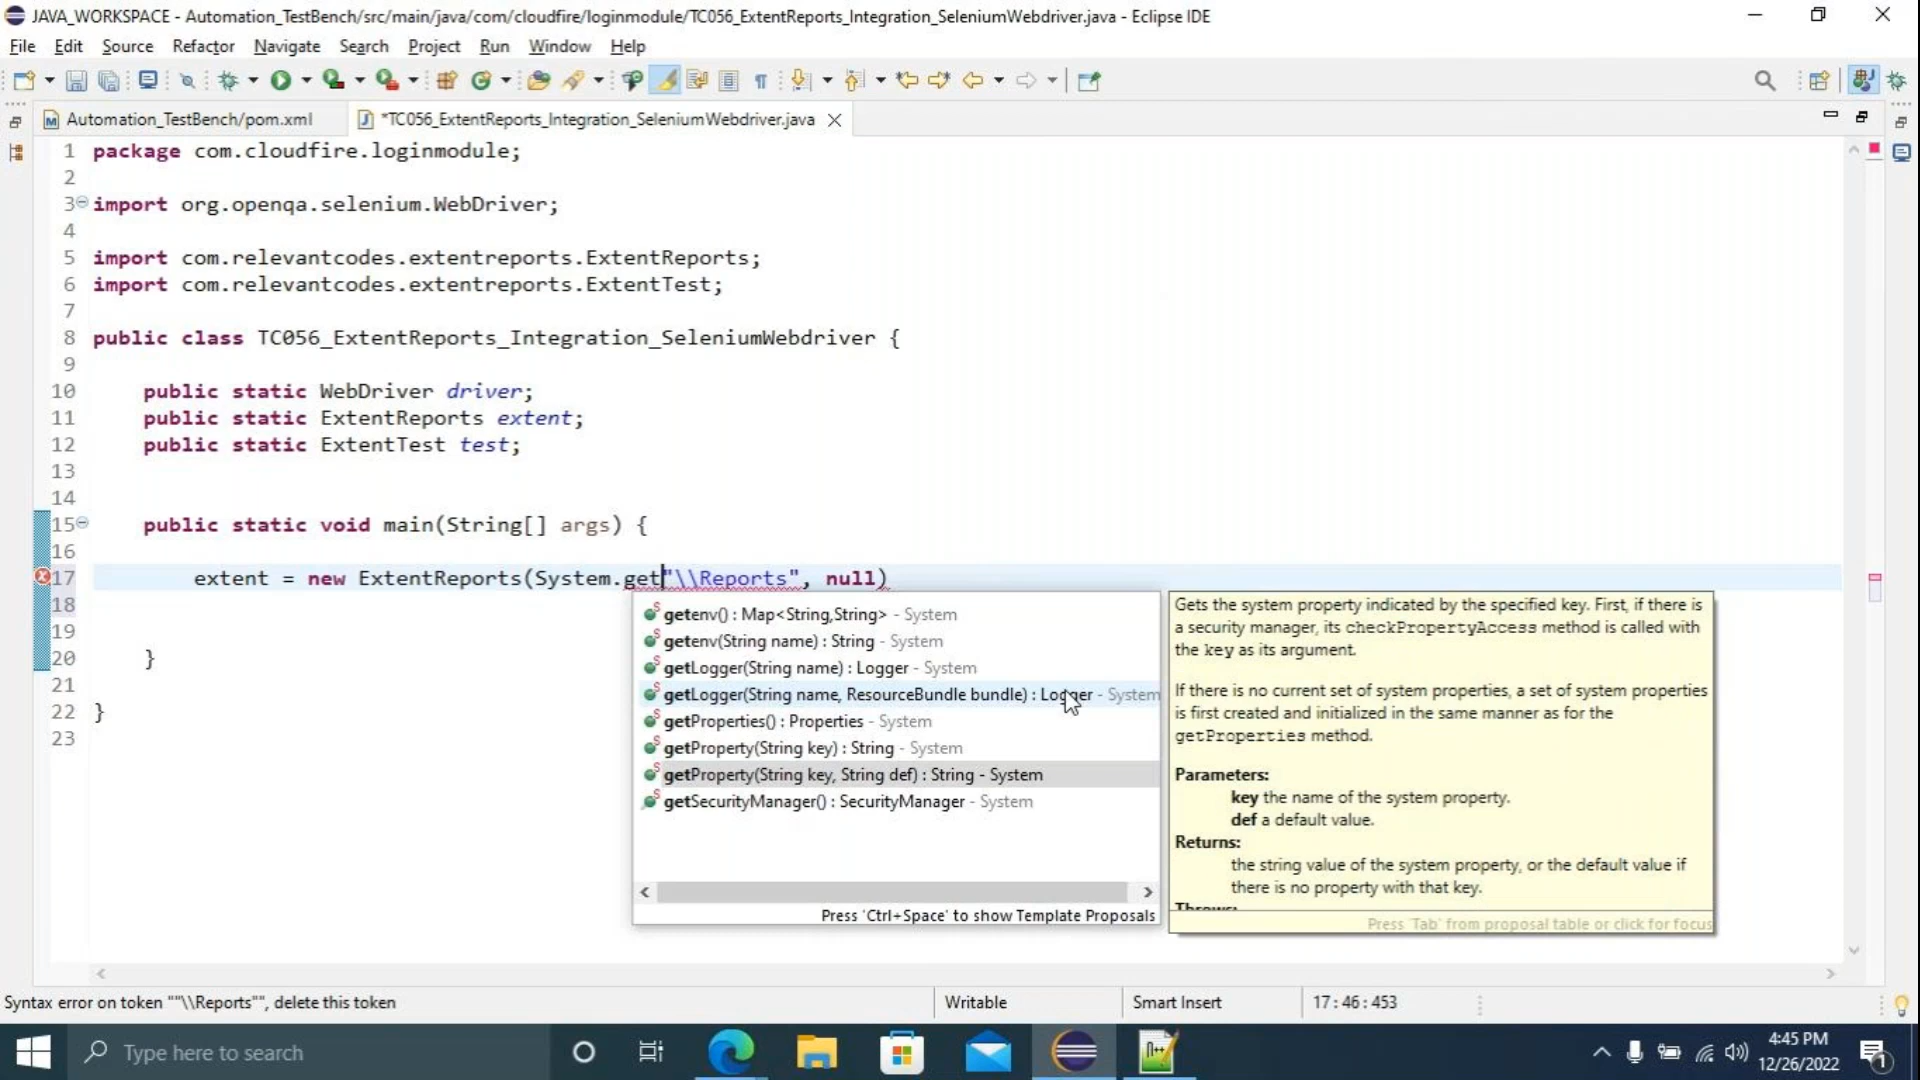 JAVA_WORKSPACE - Automation_TestBench/src/main/java/com/cloudfire/loginmodule/TC056_ExtentReports_Integration_SeleniumWebdriver.java - Eclipse IDE
File Edit Source Refactor Navigate Search Project Run Window Help
Automation_TestBench/pom.xml *TC056_ExtentReports_Integration_SeleniumWebdriver.java
1 package com.cloudfire.loginmodule;
2
3 import org.openqa.selenium.WebDriver;
4
5 import com.relevantcodes.extentreports.ExtentReports;
6 import com.relevantcodes.extentreports.ExtentTest;
7
8 public class TC056_ExtentReports_Integration_SeleniumWebdriver {
9
10 public static WebDriver driver;
11 public static ExtentReports extent;
12 public static ExtentTest test;
13
14
15 public static void main(String[] args) {
16
17 extent = new ExtentReports(System.get"\\Reports", null)
18
19
20 }
21
22 }
23
getenv() : Map<String,String> - System
getenv(String name) : String - System
getLogger(String name) : Logger - System
getLogger(String name, ResourceBundle bundle) : Logger - System
getProperties() : Properties - System
getProperty(String key) : String - System
getProperty(String key, String def) : String - System
getSecurityManager() : SecurityManager - System
Press 'Ctrl+Space' to show Template Proposals
Gets the system property indicated by the specified key. First, if there is
a security manager, its checkPropertyAccess method is called with
the key as its argument.
If there is no current set of system properties, a set of system properties
is first created and initialized in the same manner as for the
getProperties method.
Parameters:
key the name of the system property.
def a default value.
Returns:
the string value of the system property, or the default value if
there is no property with that key.
Throws:
Press 'Tab' from proposal table or click for focus
Syntax error on token ""\\Reports"", delete this token
Writable
Smart Insert
17 : 46 : 453
Type here to search
4:45 PM
12/26/2022
1